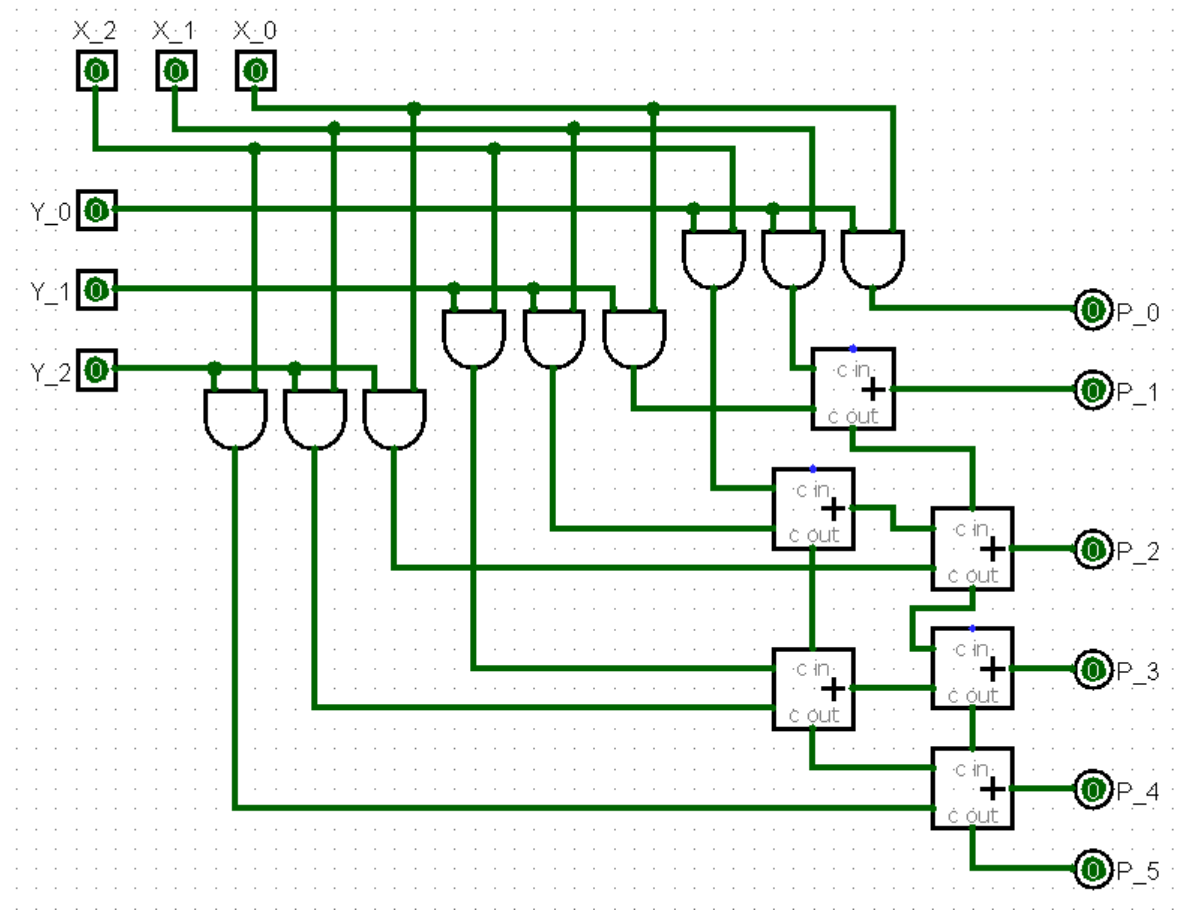 X_2 X_1 X_0
0 0 0
Y_0 0
Y_1 0
0 P_0
Y_2 0
c in
+
0 P_1
c out
c in
+
c out
c in
+
0 P_2
c out
c in
+
0 P_3
c out
c in
+
c out
c in
+
0 P_4
c out
0 P_5